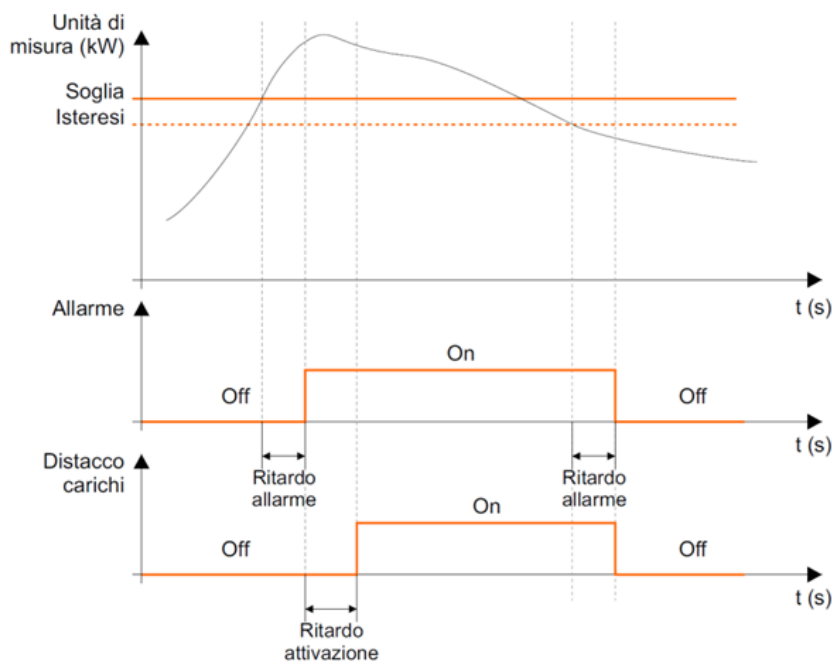 Unità di
misura (kW)
Soglia
Isteresi
t (s)
Allarme
On
Off
Off
t (s)
Ritardo
allarme
Ritardo
allarme
Distacco
carichi
On
Off
Off
t (s)
Ritardo
attivazione